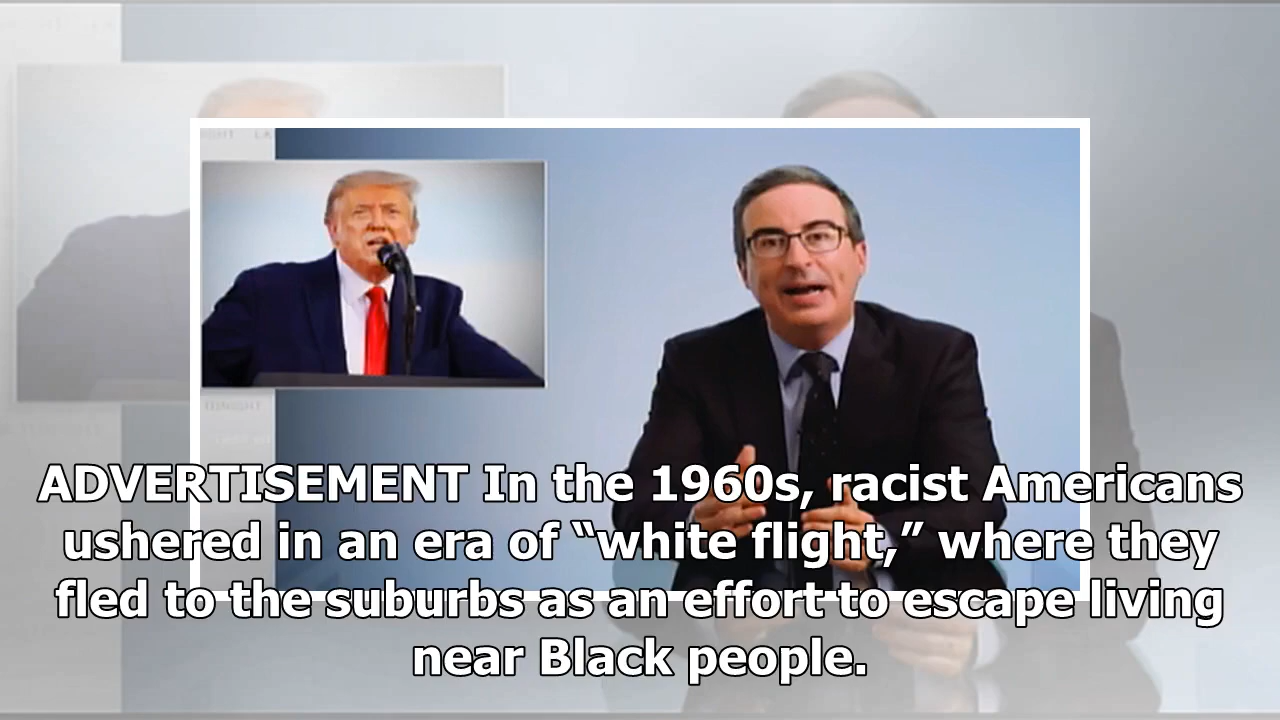 TONIGHT
ADVERTISEMENT In the 1960s, racist Americans
ushered in an era of “white flight,” where they
fled to the suburbs as an effort to escape living
near Black people.